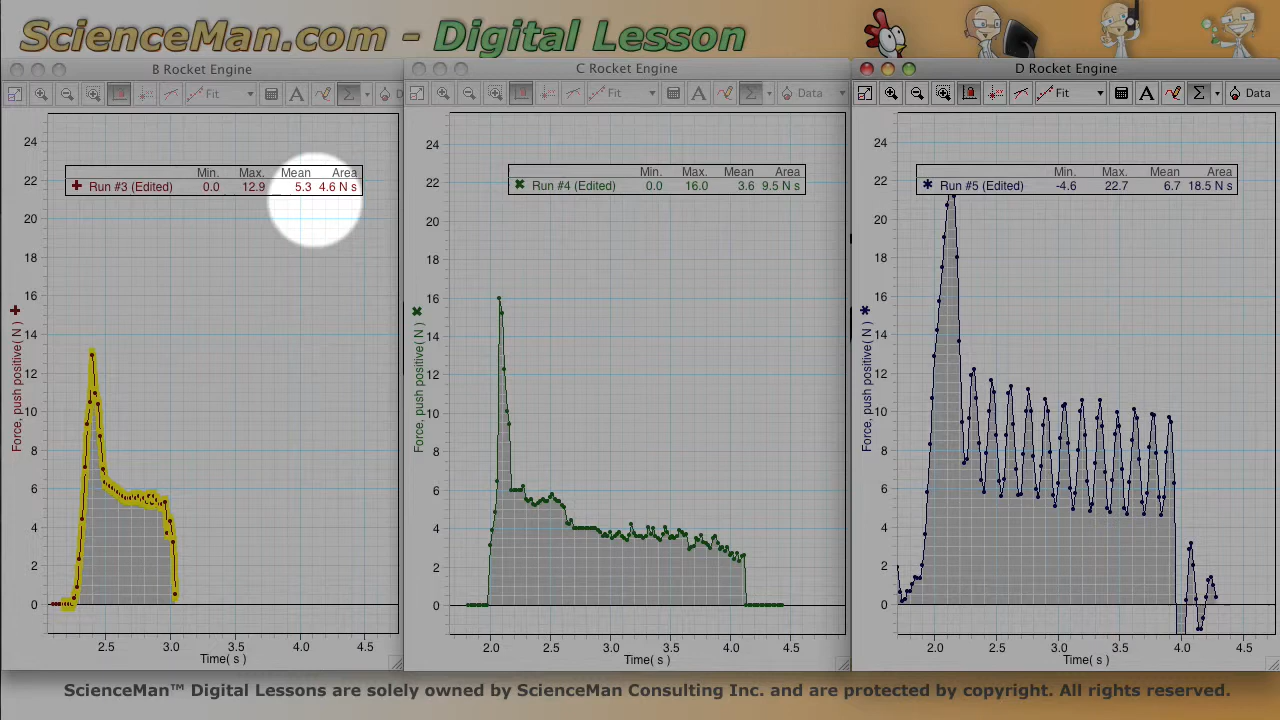 ScienceMan.com - Digital Lesson
B Rocket Engine
Fit
Σ
D
24
22
20
18
16
14
12
10
8
6
4
2
0
Force, push positive( N )
Min. Max. Mean Area
Run #3 (Edited) 0.0 12.9 5.3 4.6 N s
2.5 3.0 3.5 4.0 4.5
Time( s )
C Rocket Engine
Fit
A
Σ
Data
24
22
20
18
16
14
12
10
8
6
4
2
0
Force, push positive( N )
Min. Max. Mean Area
Run #4 (Edited) 0.0 16.0 3.6 9.5 N s
2.0 2.5 3.0 3.5 4.0 4.5
Time( s )
D Rocket Engine
Fit
A
Σ
Data
24
22
20
18
16
14
12
10
8
6
4
2
0
Force, push positive( N )
Min. Max. Mean Area
Run #5 (Edited) -4.6 22.7 6.7 18.5 N s
2.0 2.5 3.0 3.5 4.0 4.5
Time( s )
ScienceMan™ Digital Lessons are solely owned by ScienceMan Consulting Inc. and are protected by copyright. All rights reserved.